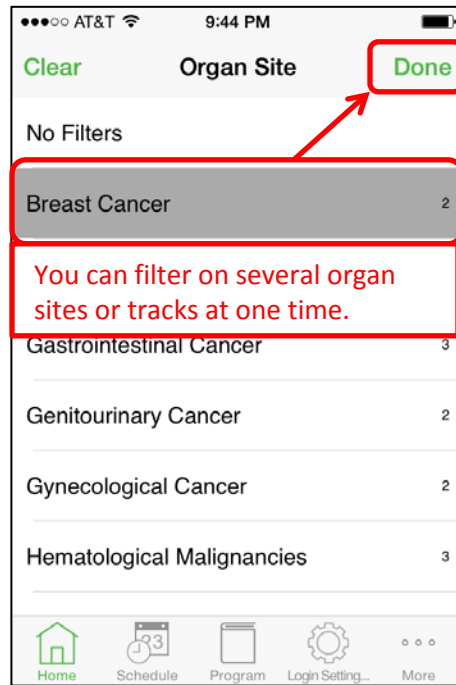 AT&T 9:44 PM
Clear Organ Site Done
No Filters
Breast Cancer 2
You can filter on several organ
sites or tracks at one time.
Gastrointestinal Cancer 3
Genitourinary Cancer 2
Gynecological Cancer 2
Hematological Malignancies 3
23
Home Schedule Program Login Setting... More